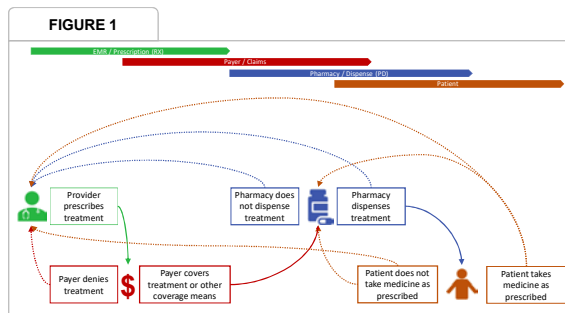 FIGURE 1
EMR / Prescription (RX)
Payer / Claims
Pharmacy / Dispense (PD)
Patient
Provider
prescribes
treatment
Pharmacy does
not dispense
treatment
Pharmacy
dispenses
treatment
Payer denies
treatment
$
Payer covers
treatment or other
coverage means
Patient does not
take medicine as
prescribed
Patient takes
medicine as
prescribed